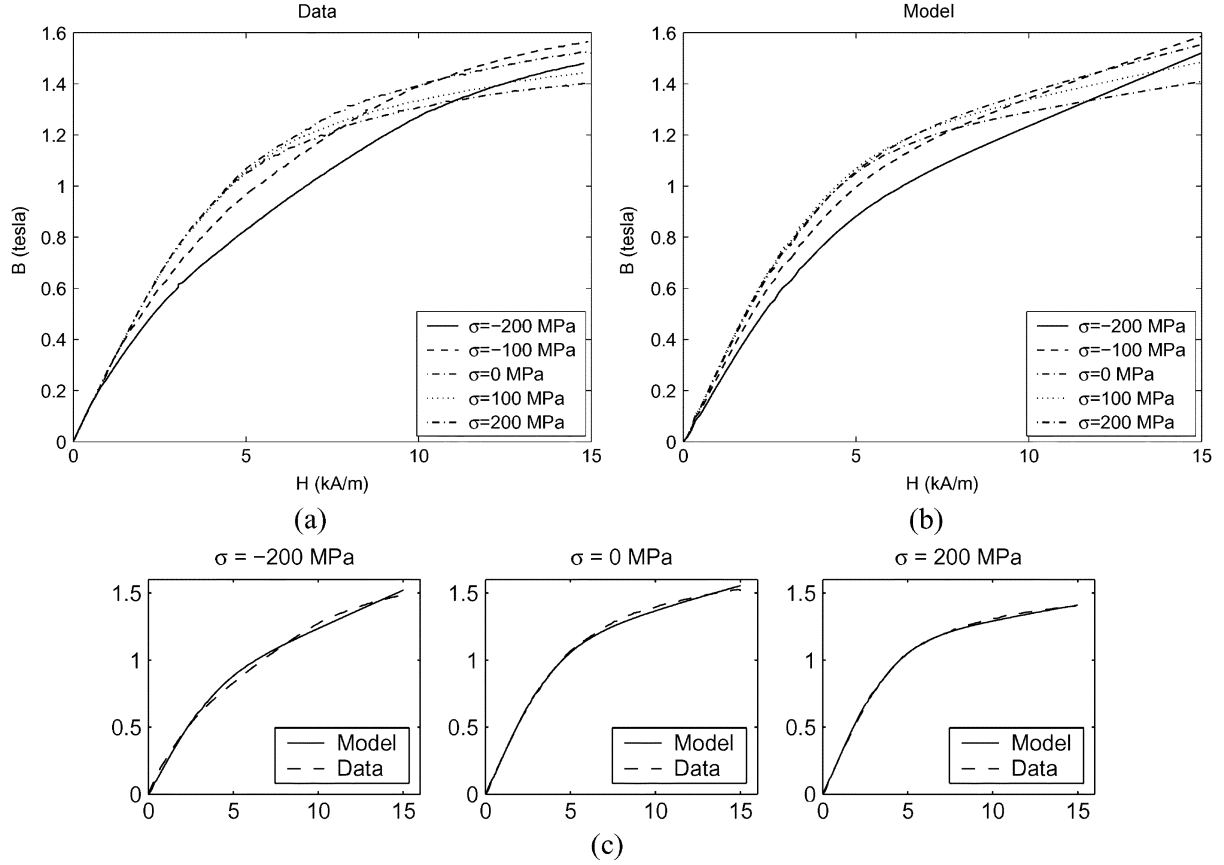 Data
1.6
1.4
1.2
1
0.8
0.6
0.4
0.2
0
B (tesla)
0 5 10 15
H (kA/m)
σ=−200 MPa
σ=−100 MPa
σ=0 MPa
σ=100 MPa
σ=200 MPa
(a)
Model
1.6
1.4
1.2
1
0.8
0.6
0.4
0.2
0
B (tesla)
0 5 10 15
H (kA/m)
σ=−200 MPa
σ=−100 MPa
σ=0 MPa
σ=100 MPa
σ=200 MPa
(b)
σ = −200 MPa
1.5
1
0.5
0
0 5 10 15
Model
Data
σ = 0 MPa
1.5
1
0.5
0
0 5 10 15
Model
Data
σ = 200 MPa
1.5
1
0.5
0
0 5 10 15
Model
Data
(c)